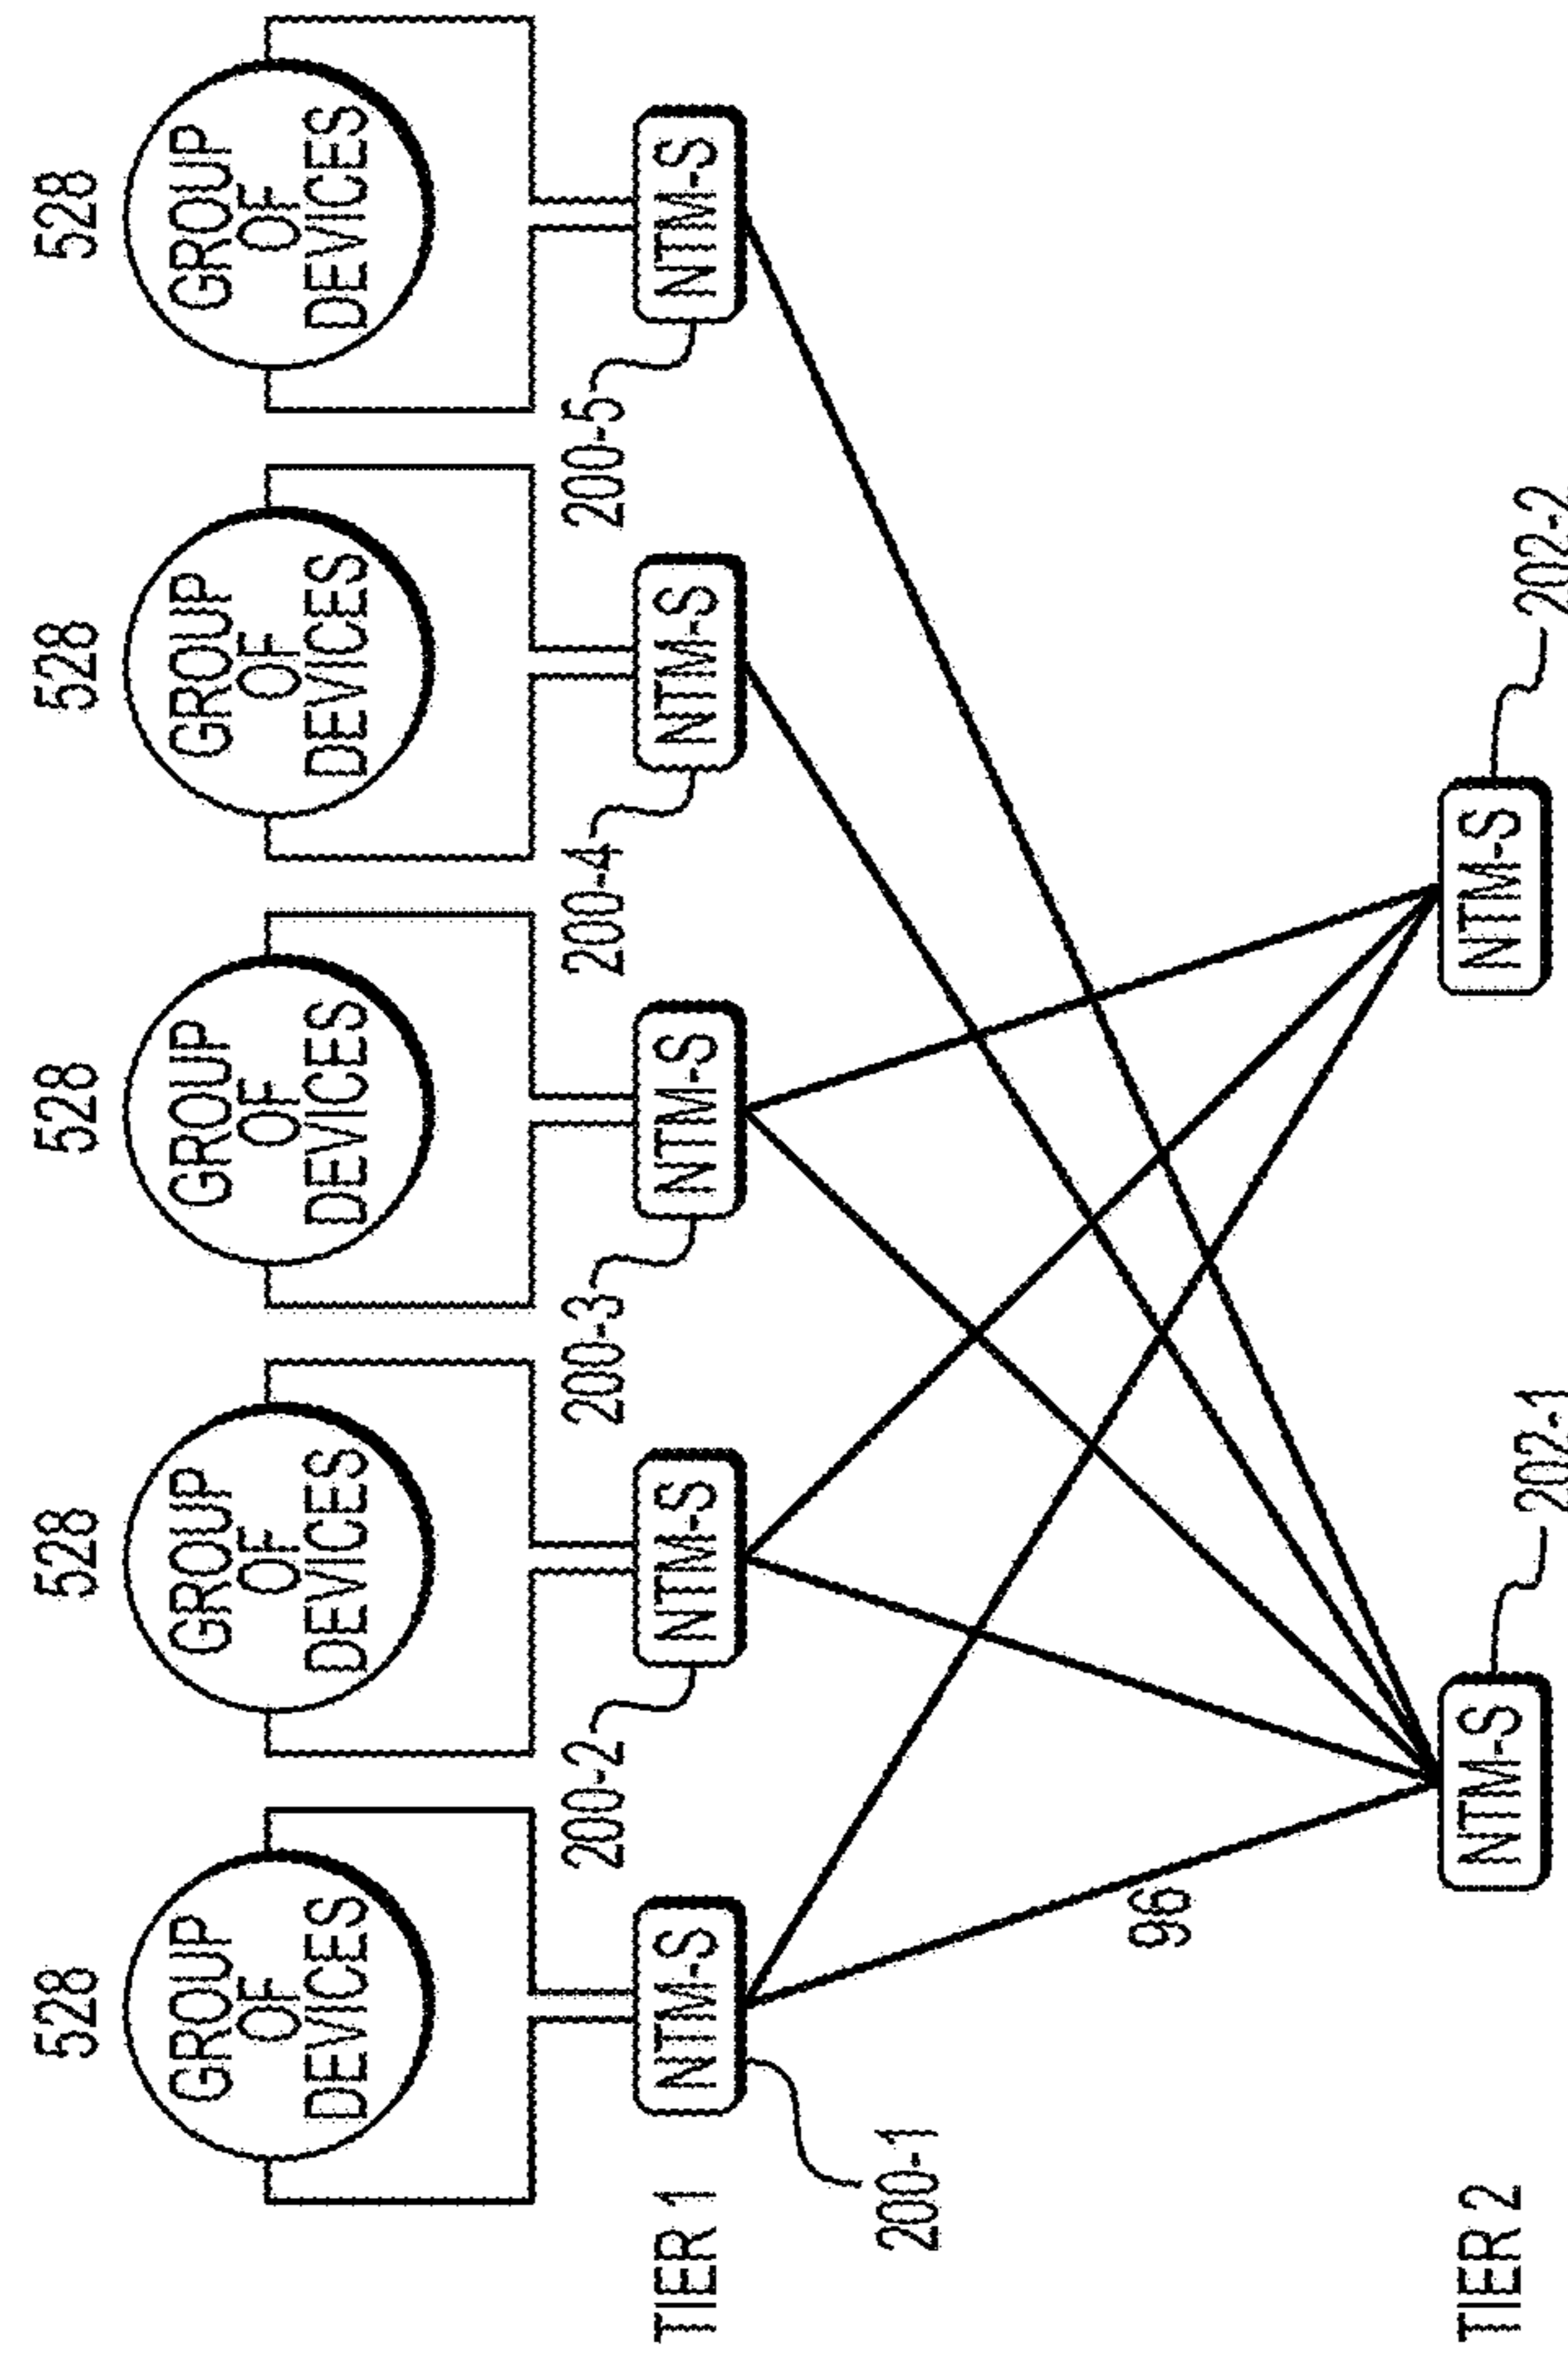 528
528
528
528
528
GROUP
OF
DEVICES
GROUP
OF
DEVICES
GROUP
OF
DEVICES
GROUP
OF
DEVICES
GROUP
OF
DEVICES
200-2
200-3
200-4
200-5
TIER 1
NTM-S
NTM-S
NTM-S
NTM-S
NTM-S
200-1
96
TIER 2
NTM-S
NTM-S
202-1
202-2